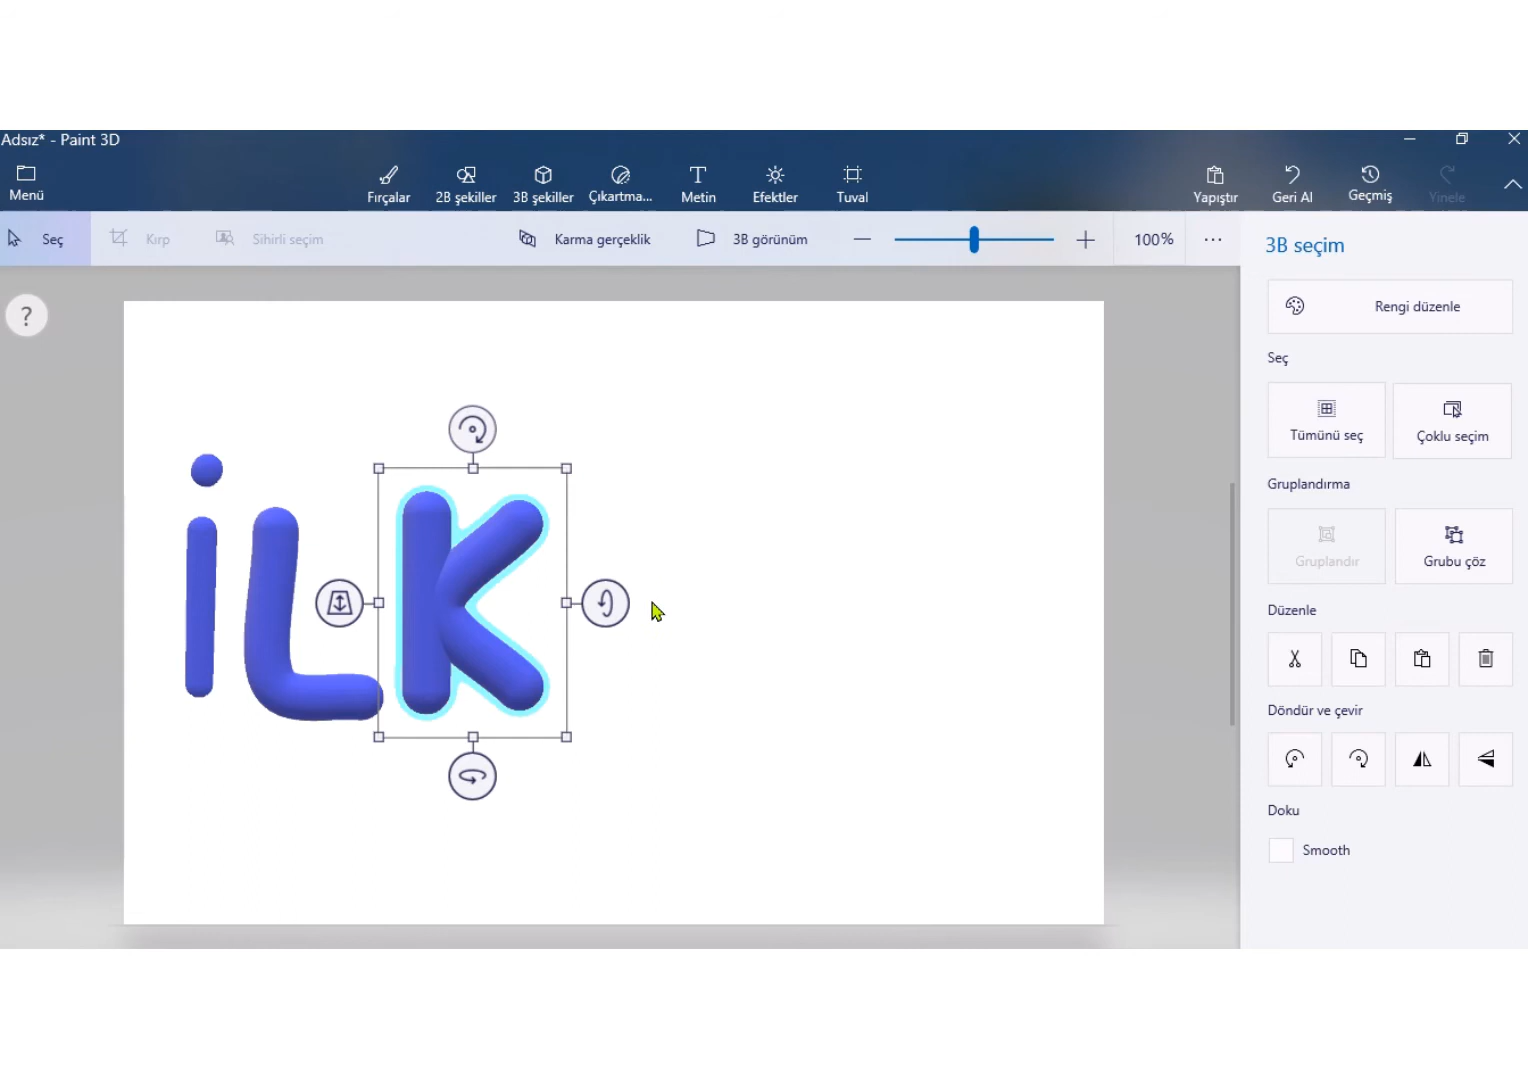 Adsız* - Paint 3D
Menü
Fırçalar
2B şekiller
3B şekiller
Çıkartma...
Metin
Efektler
Tuval
Yapıştır
Geri Al
Geçmiş
Yinele
Seç
Kırp
Sihirli seçim
Karma gerçeklik
3B görünüm
100%
...
3B seçim
?
Rengi düzenle
Seç
Tümünü seç
Çoklu seçim
iLK
Gruplandırma
Gruplandır
Grubu çöz
Düzenle
Döndür ve çevir
Doku
Smooth